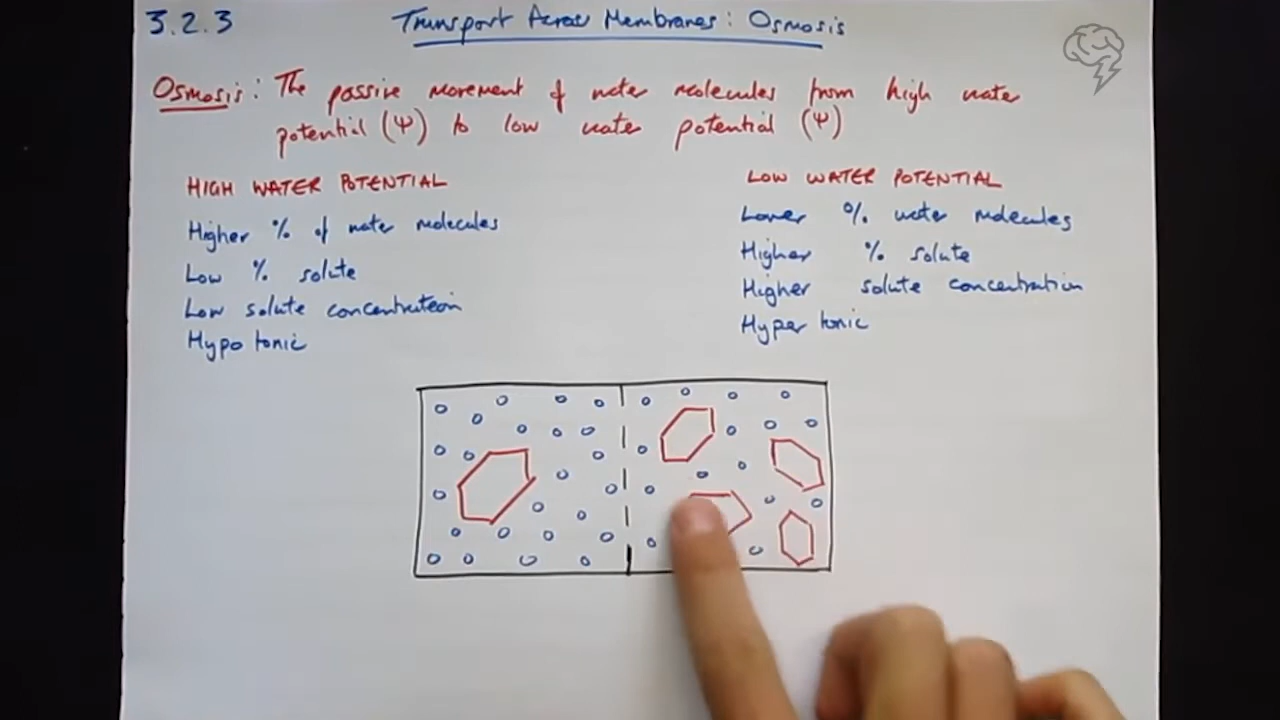 3.2.3
Transport Across Membranes: Osmosis
Osmosis: The passive movement of water molecules from high water
potential (Ψ) to low water potential (Ψ)
HIGH WATER POTENTIAL
Higher % of water molecules
Low % solute
Low solute concentration
Hypo tonic
LOW WATER POTENTIAL
Lower % water molecules
Higher % solute
Higher solute concentration
Hyper tonic